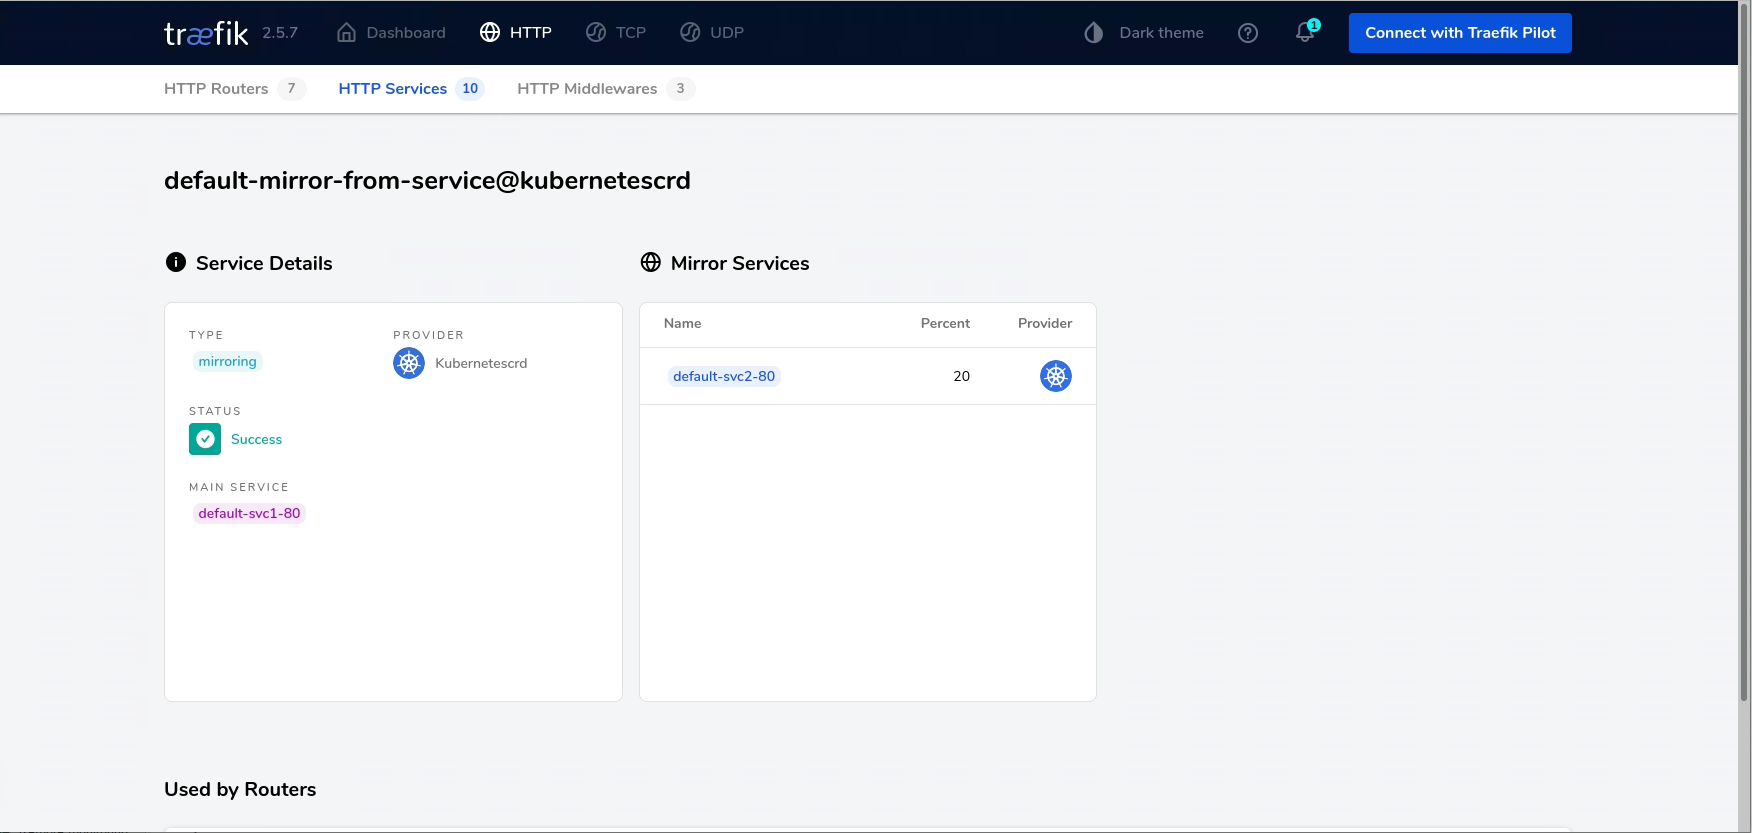 træfik 2.5.7 Dashboard HTTP TCP UDP Dark theme 1 Connect with Traefik Pilot
HTTP Routers 7 HTTP Services 10 HTTP Middlewares 3
default-mirror-from-service@kubernetescrd
Service Details
TYPE PROVIDER
mirroring Kubernetescrd
STATUS
Success
MAIN SERVICE
default-svc1-80
Mirror Services
Name Percent Provider
default-svc2-80 20
Used by Routers